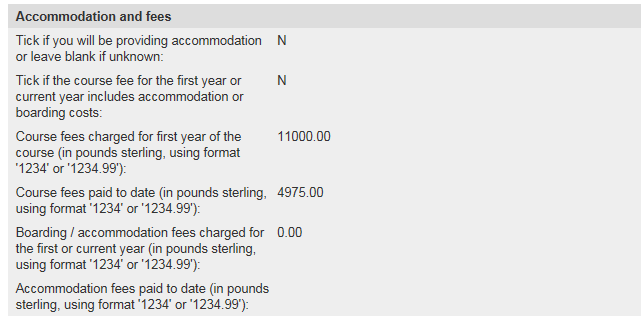 Accommodation and fees
Tick if you will be providing accommodation N
or leave blank if unknown:
Tick if the course fee for the first year or N
current year includes accommodation or
boarding costs:
Course fees charged for first year of the 11000.00
course (in pounds sterling, using format
'1234' or '1234.99'):
Course fees paid to date (in pounds sterling, 4975.00
using format '1234' or '1234.99'):
Boarding / accommodation fees charged for 0.00
the first or current year (in pounds sterling,
using format '1234' or '1234.99'):
Accommodation fees paid to date (in pounds
sterling, using format '1234' or '1234.99'):